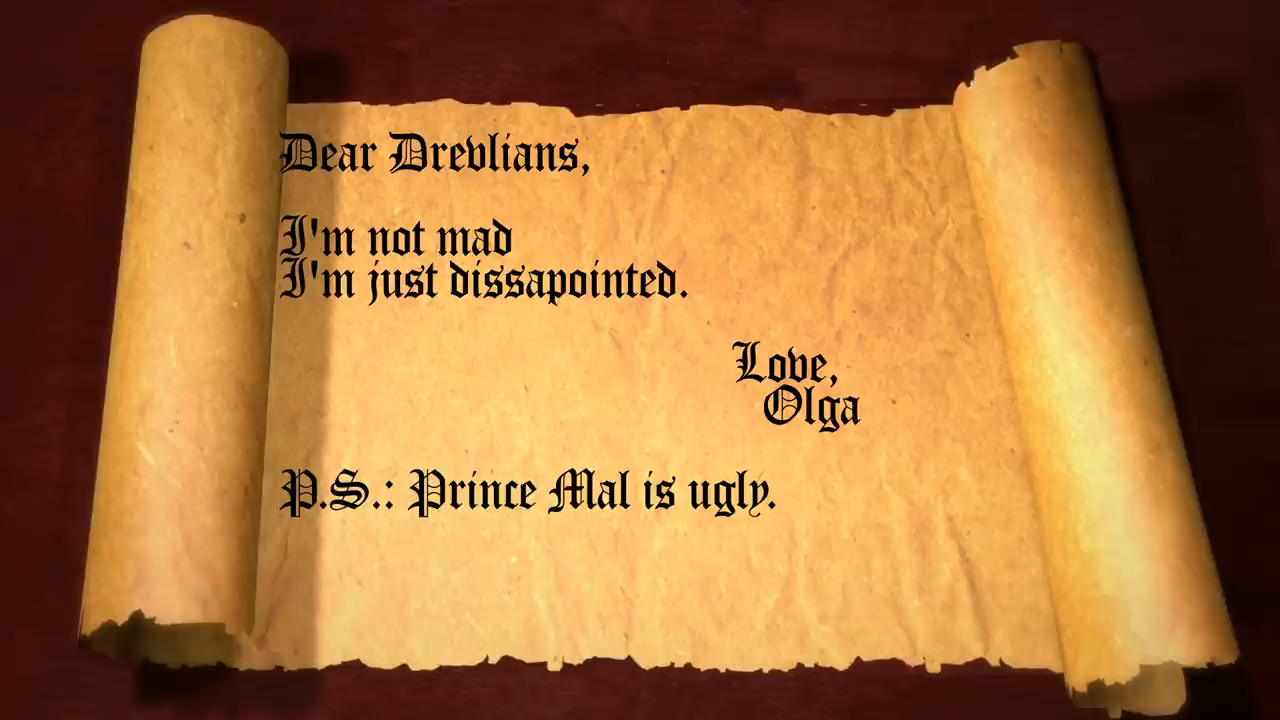 Dear Drevlians,
I'm not mad
I'm just dissapointed.
Love,
Olga
P.S.: Prince Mal is ugly.